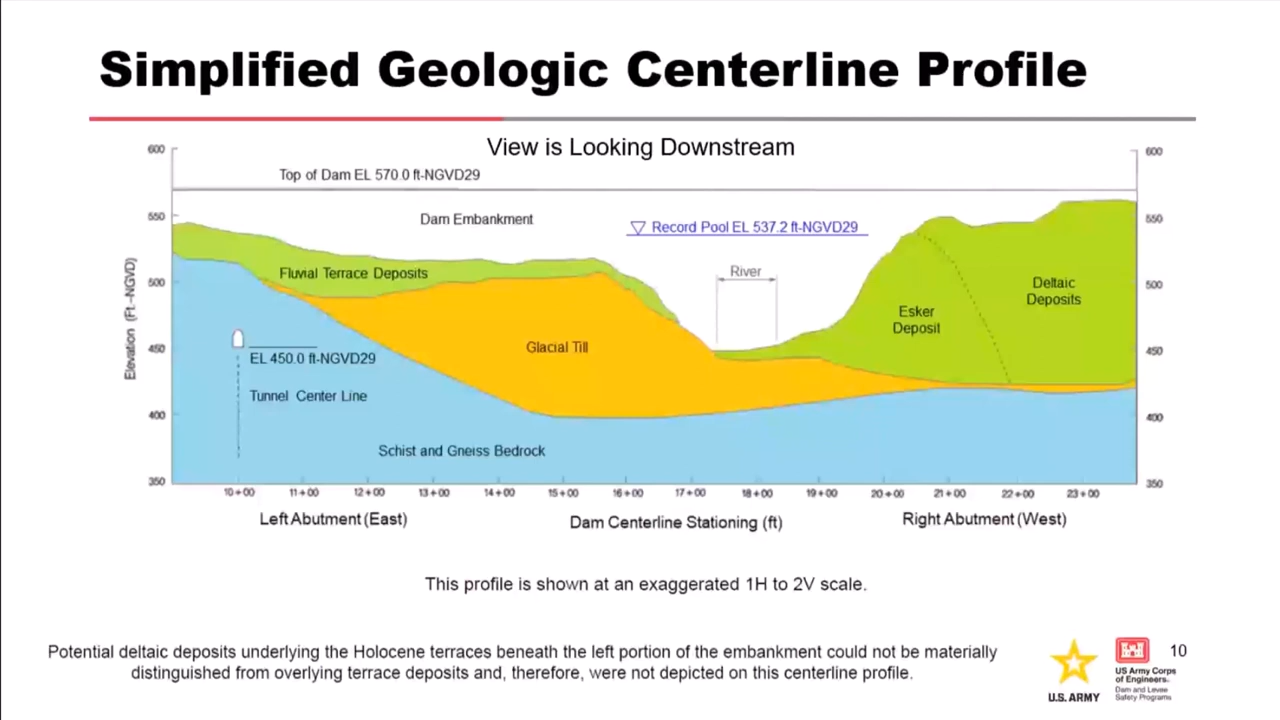 Simplified Geologic Centerline Profile
View is Looking Downstream
600
600
Top of Dam EL 570.0 ft-NGVD29
550
Dam Embankment
Record Pool EL 537.2 ft-NGVD29
550
Fluvial Terrace Deposits
River
500
500
Deltaic
Deposits
Esker
Deposit
Elevation (Ft.-NGVD)
Glacial Till
450
EL 450.0 ft-NGVD29
450
Tunnel Center Line
400
400
Schist and Gneiss Bedrock
350
350
10+00 11+00 12+00 13+00 14+00 15+00 16+00 17+00 18+00 19+00 20+00 21+00 22+00 23+00
Left Abutment (East) Dam Centerline Stationing (ft) Right Abutment (West)
This profile is shown at an exaggerated 1H to 2V scale.
Potential deltaic deposits underlying the Holocene terraces beneath the left portion of the embankment could not be materially
distinguished from overlying terrace deposits and, therefore, were not depicted on this centerline profile.
U.S. ARMY
US Army Corps
of Engineers.
Dam and Levee
Safety Programs
10